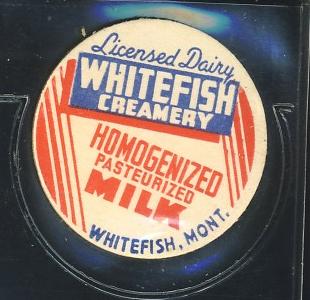 Licensed Dairy
WHITEFISH
CREAMERY
HOMOGENIZED
PASTEURIZED
MILK
WHITEFISH, MONT.